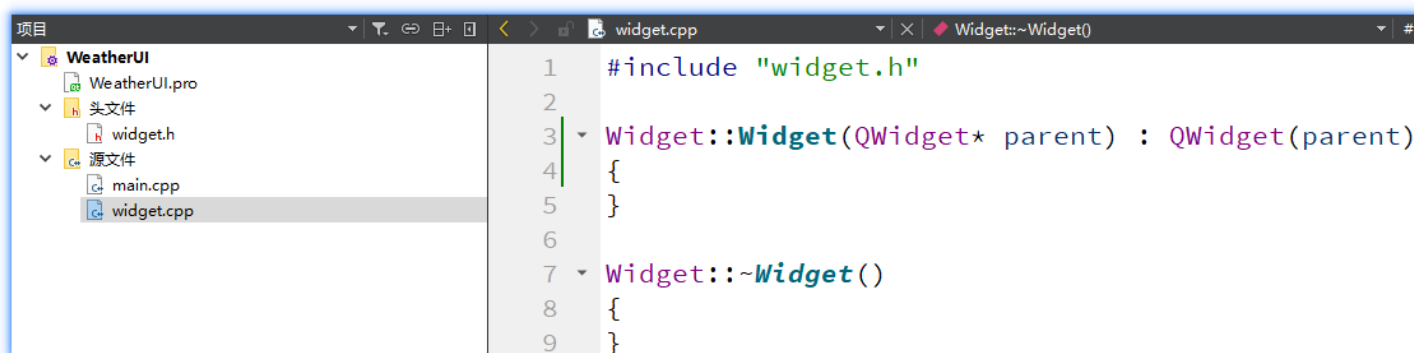 项目
WeatherUI
WeatherUI.pro
头文件
widget.h
源文件
main.cpp
widget.cpp
widget.cpp
Widget::~Widget()
#
1 #include "widget.h"
2
3 Widget::Widget(QWidget* parent) : QWidget(parent)
4 {
5 }
6
7 Widget::~Widget()
8 {
9 }